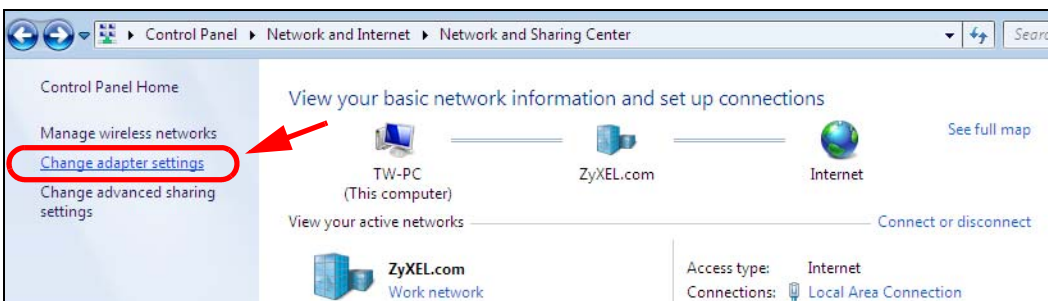 Control Panel ▸ Network and Internet ▸ Network and Sharing Center
Control Panel Home
Manage wireless networks
Change adapter settings
Change advanced sharing
settings
View your basic network information and set up connections
See full map
TW-PC
(This computer)
ZyXEL.com
Internet
View your active networks
Connect or disconnect
ZyXEL.com
Work network
Access type: Internet
Connections: Local Area Connection